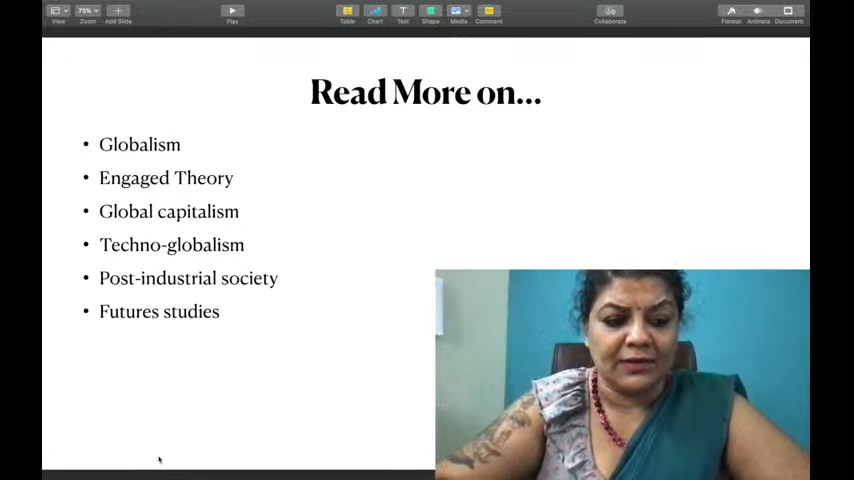 View
75%
Zoom
Add Slide
Play
Table
Chart
Text
Shape
Media
Comment
Collaborate
Format
Animate
Document
Read More on...
• Globalism
• Engaged Theory
• Global capitalism
• Techno-globalism
• Post-industrial society
• Futures studies